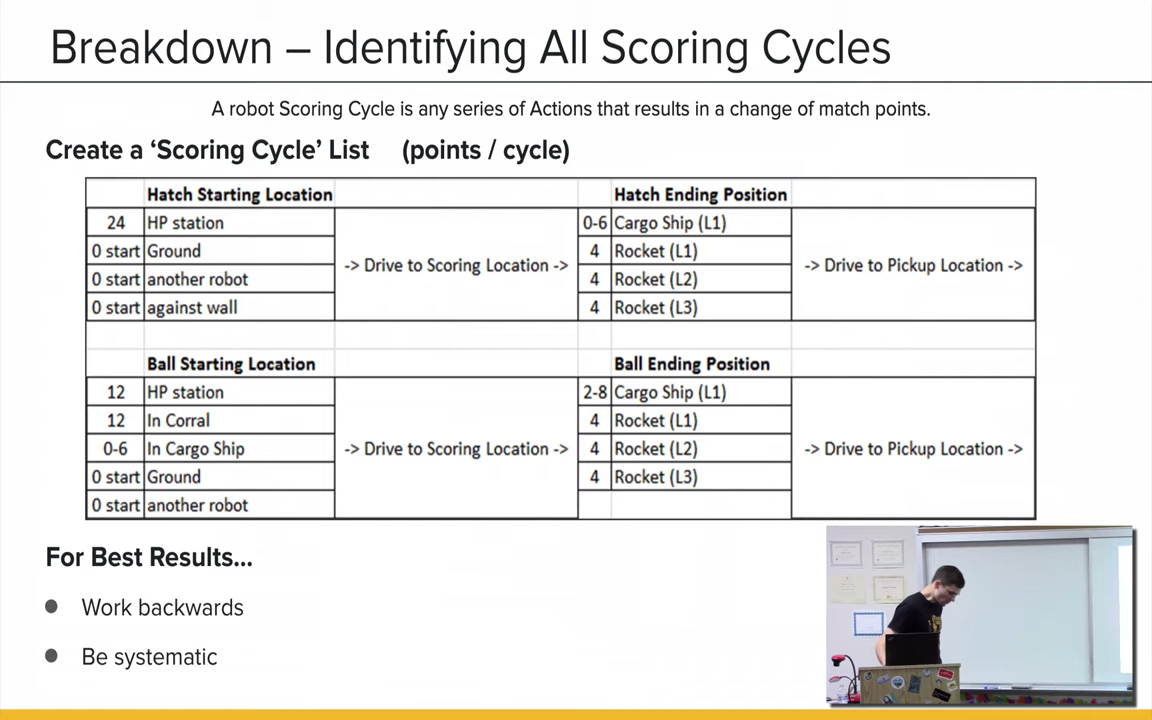 Breakdown – Identifying All Scoring Cycles
A robot Scoring Cycle is any series of Actions that results in a change of match points.
Create a ‘Scoring Cycle’ List (points / cycle)
Hatch Starting Location Hatch Ending Position
24 HP station 0-6 Cargo Ship (L1)
0 start Ground 4 Rocket (L1)
-> Drive to Scoring Location -> -> Drive to Pickup Location ->
0 start another robot 4 Rocket (L2)
0 start against wall 4 Rocket (L3)
Ball Starting Location Ball Ending Position
12 HP station 2-8 Cargo Ship (L1)
12 In Corral 4 Rocket (L1)
0-6 In Cargo Ship -> Drive to Scoring Location -> 4 Rocket (L2) -> Drive to Pickup Location ->
0 start Ground 4 Rocket (L3)
0 start another robot
For Best Results...
● Work backwards
● Be systematic